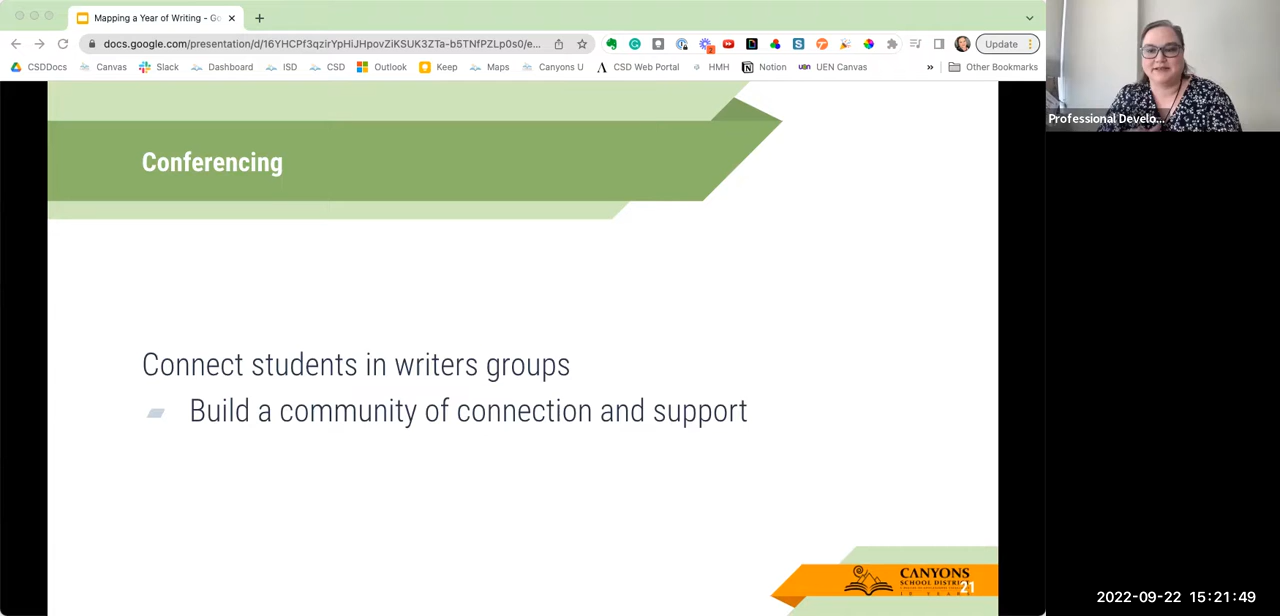 Mapping a Year of Writing - Go
docs.google.com/presentation/d/16YHCPf3qzirYpHiJHpovZiKSUK3ZTa-b5TNfPZLp0s0/e...
Update
CSDDocs Canvas Slack Dashboard ISD CSD Outlook Keep Maps Canyons U CSD Web Portal HMH Notion UEN Canvas » Other Bookmarks
Professional Develo...
Conferencing
Connect students in writers groups
Build a community of connection and support
CANYONS
SCHOOL DISTRICT
21
2022-09-22 15:21:49